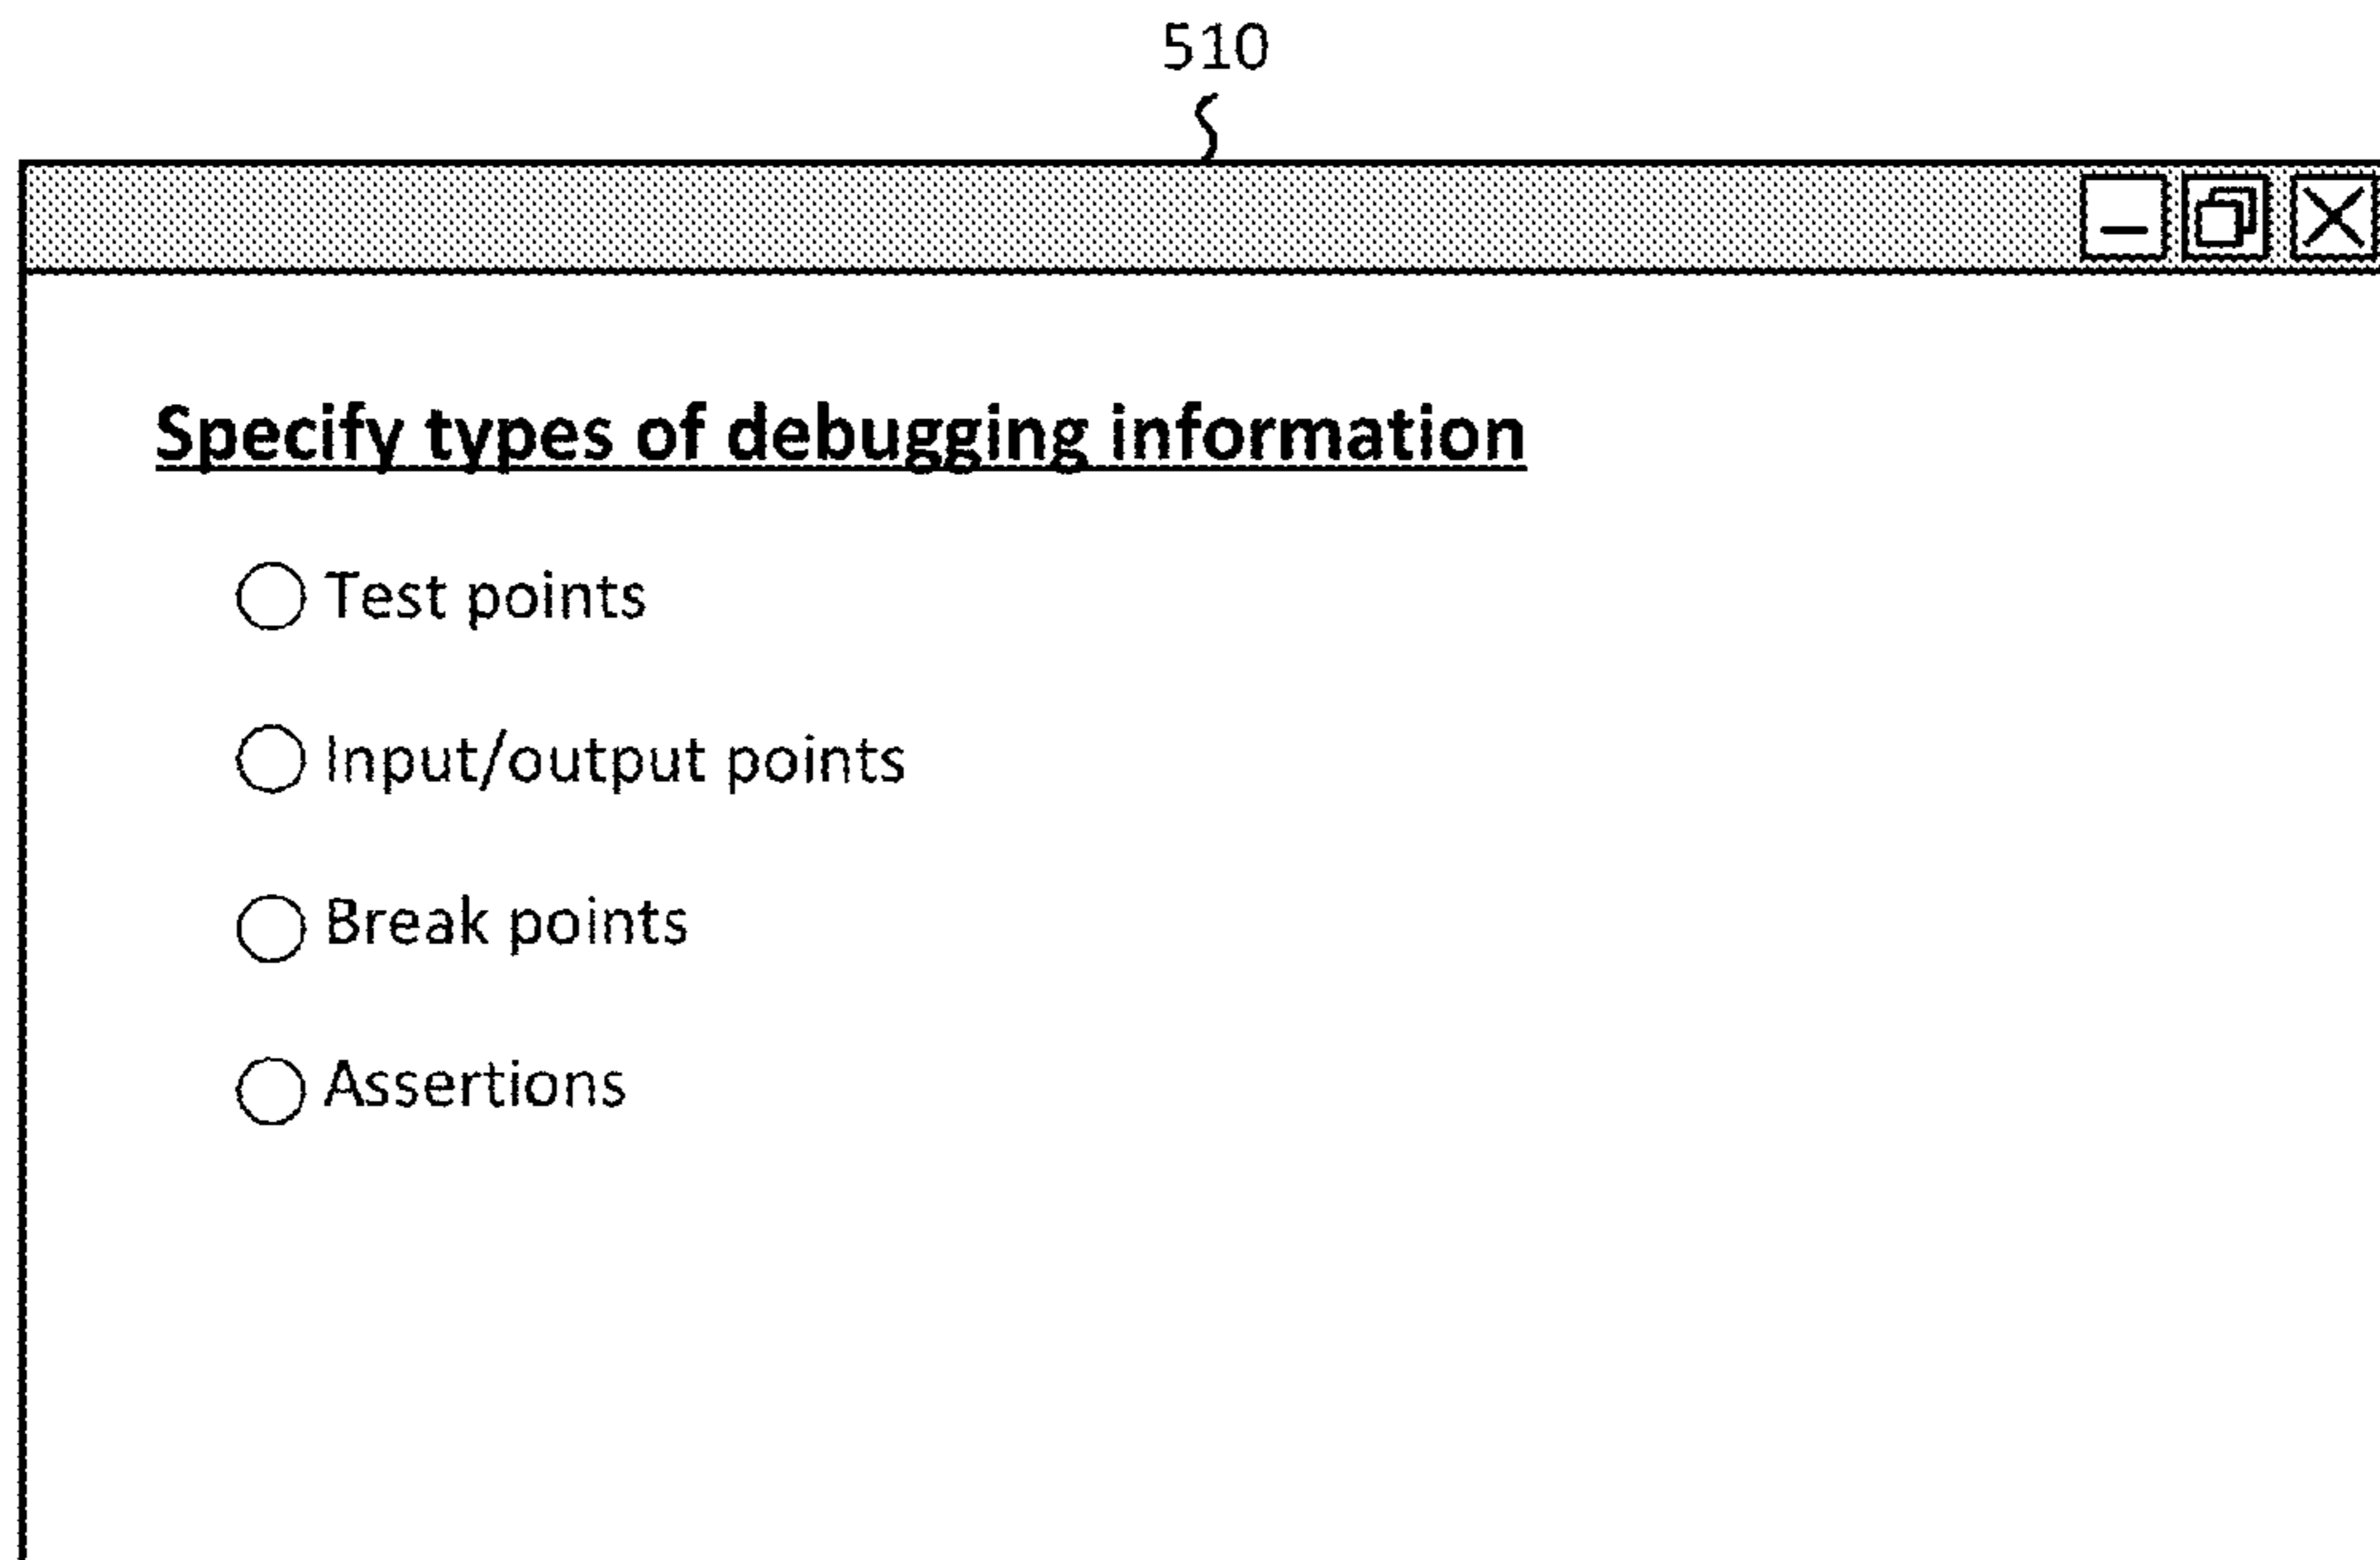 510
Specify types of debugging information
Test points
Input/output points
Break points
Assertions